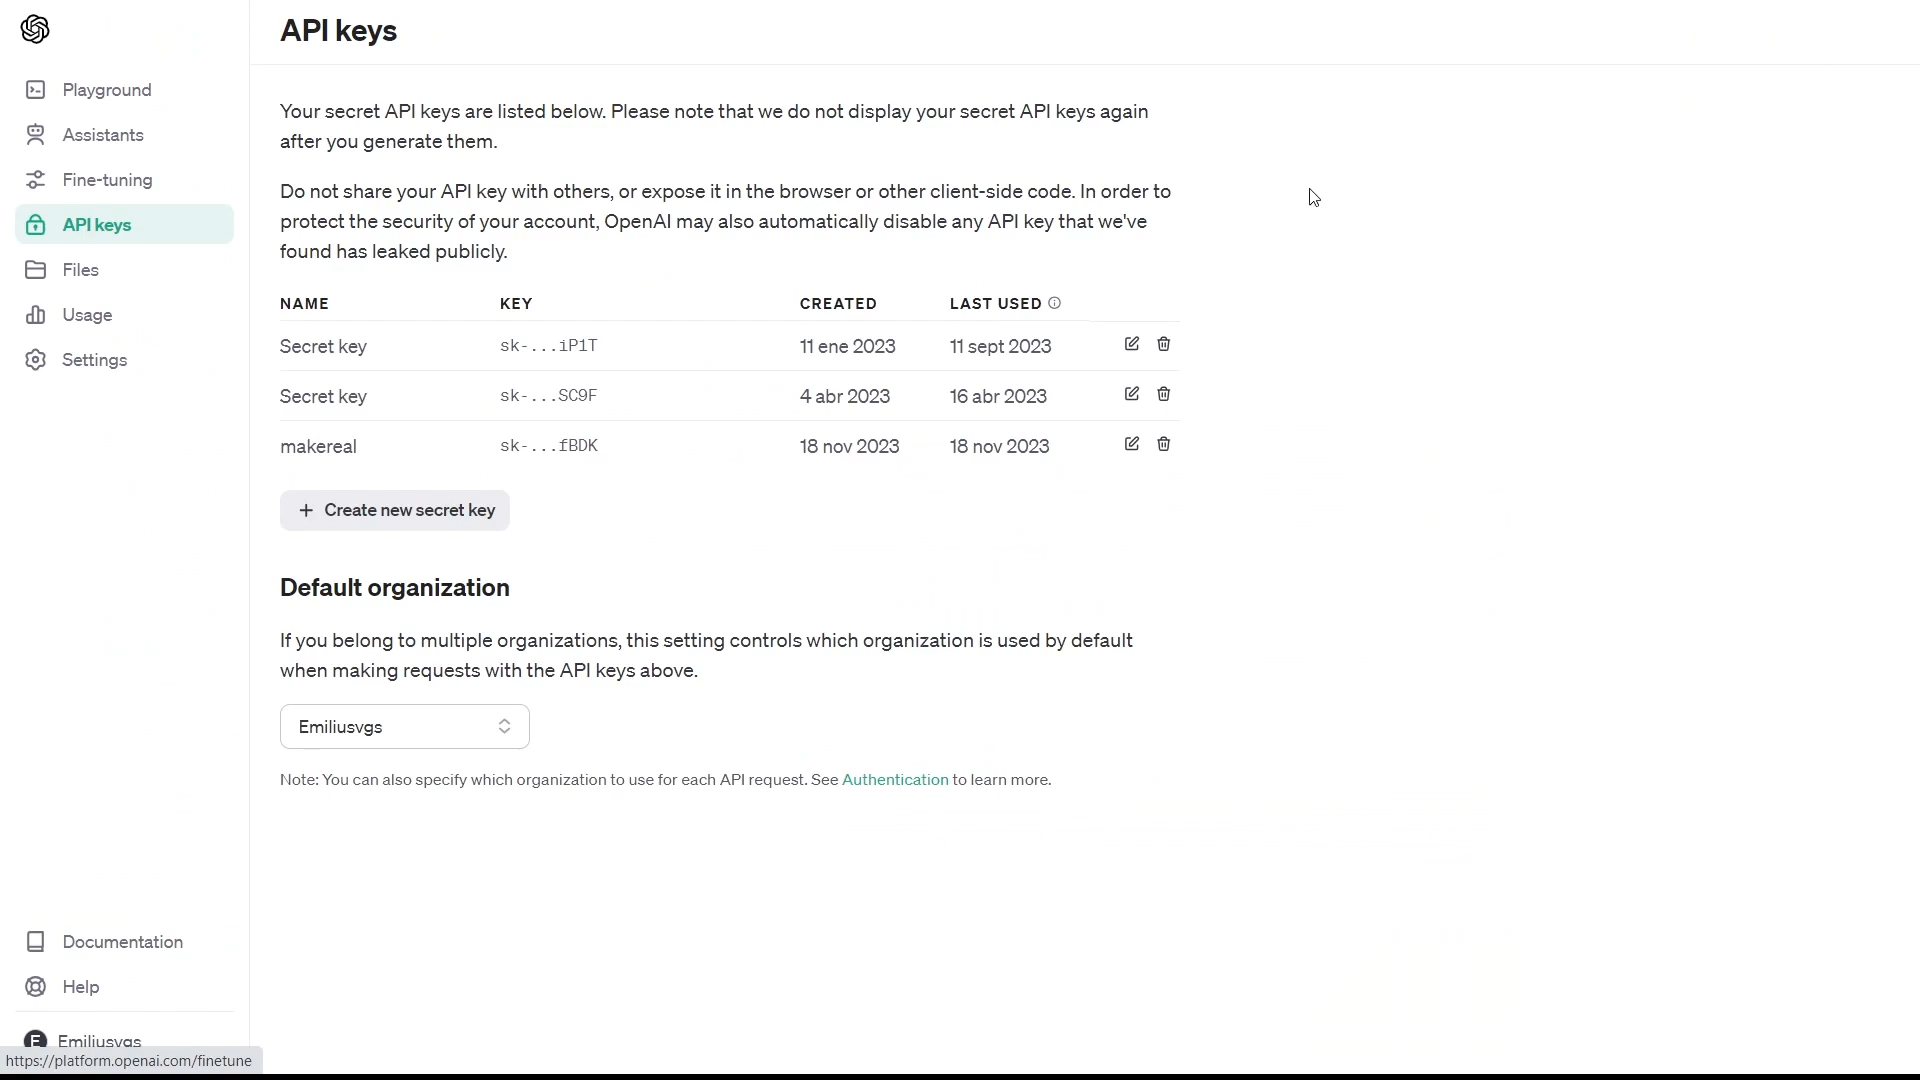 API keys
Playground
Assistants
Fine-tuning
API keys
Files
Usage
Settings
Your secret API keys are listed below. Please note that we do not display your secret API keys again
after you generate them.
Do not share your API key with others, or expose it in the browser or other client-side code. In order to
protect the security of your account, OpenAI may also automatically disable any API key that we've
found has leaked publicly.
NAME KEY CREATED LAST USED
Secret key sk-...iP1T 11 ene 2023 11 sept 2023
Secret key sk-...SC9F 4 abr 2023 16 abr 2023
makereal sk-...fBDK 18 nov 2023 18 nov 2023
+ Create new secret key
Default organization
If you belong to multiple organizations, this setting controls which organization is used by default
when making requests with the API keys above.
Emiliusvgs
Note: You can also specify which organization to use for each API request. See Authentication to learn more.
Documentation
Help
E Emiliusvgs
https://platform.openai.com/finetune